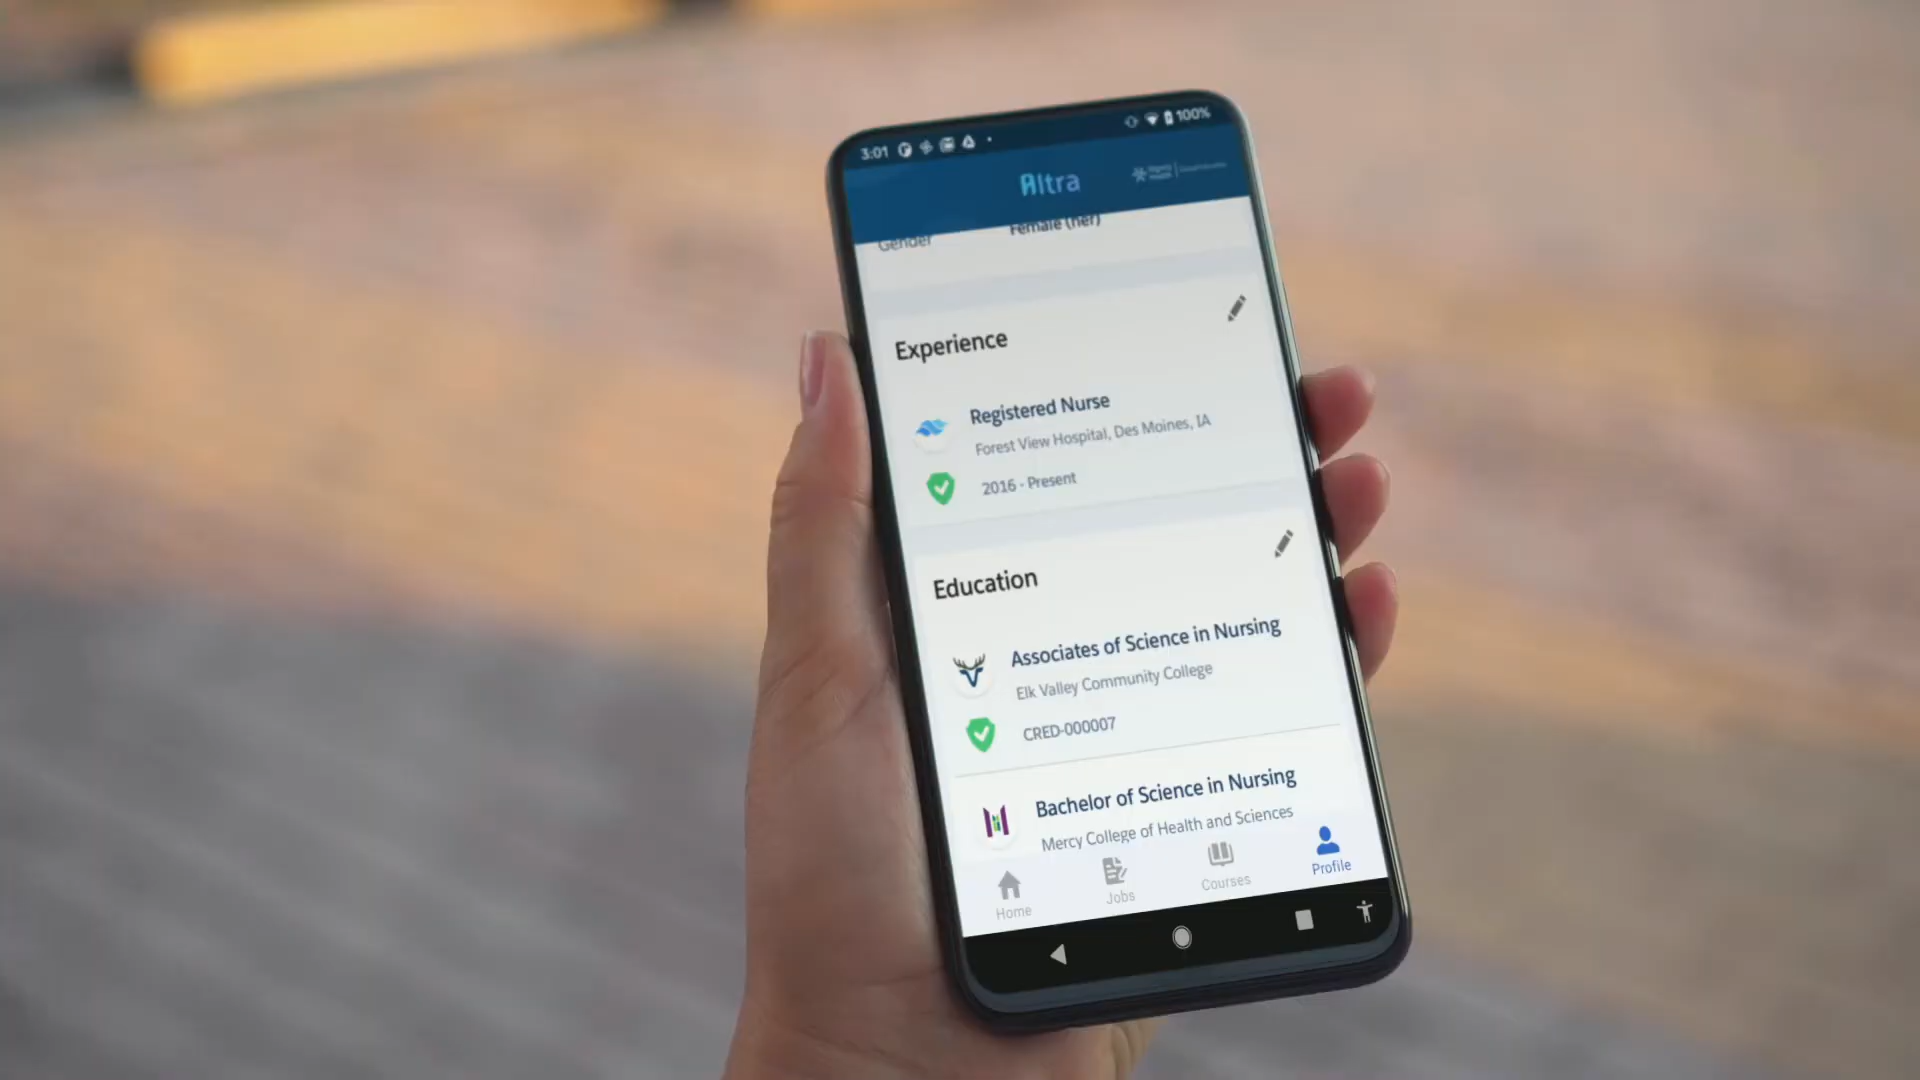 3:01
100%
Altra
Gender Female (her)
Experience
Registered Nurse
Forest View Hospital, Des Moines, IA
2016 - Present
Education
Associates of Science in Nursing
Elk Valley Community College
CRED-000007
Bachelor of Science in Nursing
Mercy College of Health and Sciences
Home
Jobs
Courses
Profile